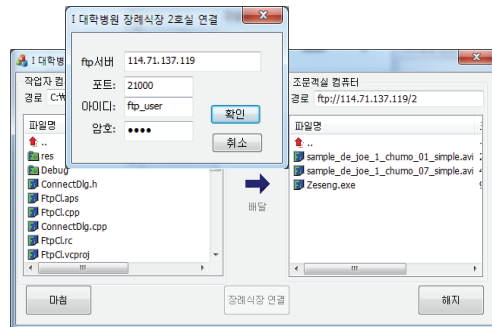 I 대학병원 장례식장 2호실 연결
ftp서버 114.71.137.119
포트: 21000
아이디: ftp_user
암호: ●●●●
확인
취소
I 대학병
작업자 컴
경로 C:₩
파일명
..
res
Debug
ConnectDlg.h
FtpCl.aps
FtpCl.cpp
ConnectDlg.cpp
FtpCl.rc
FtpCl.vcproj
배달
조문객실 컴퓨터
경로 ftp://114.71.137.119/2
파일명
..
sample_de_joe_1_chumo_01_simple.avi
sample_de_joe_1_chumo_07_simple.avi
Zeseng.exe
마침
장례식장 연결
해지